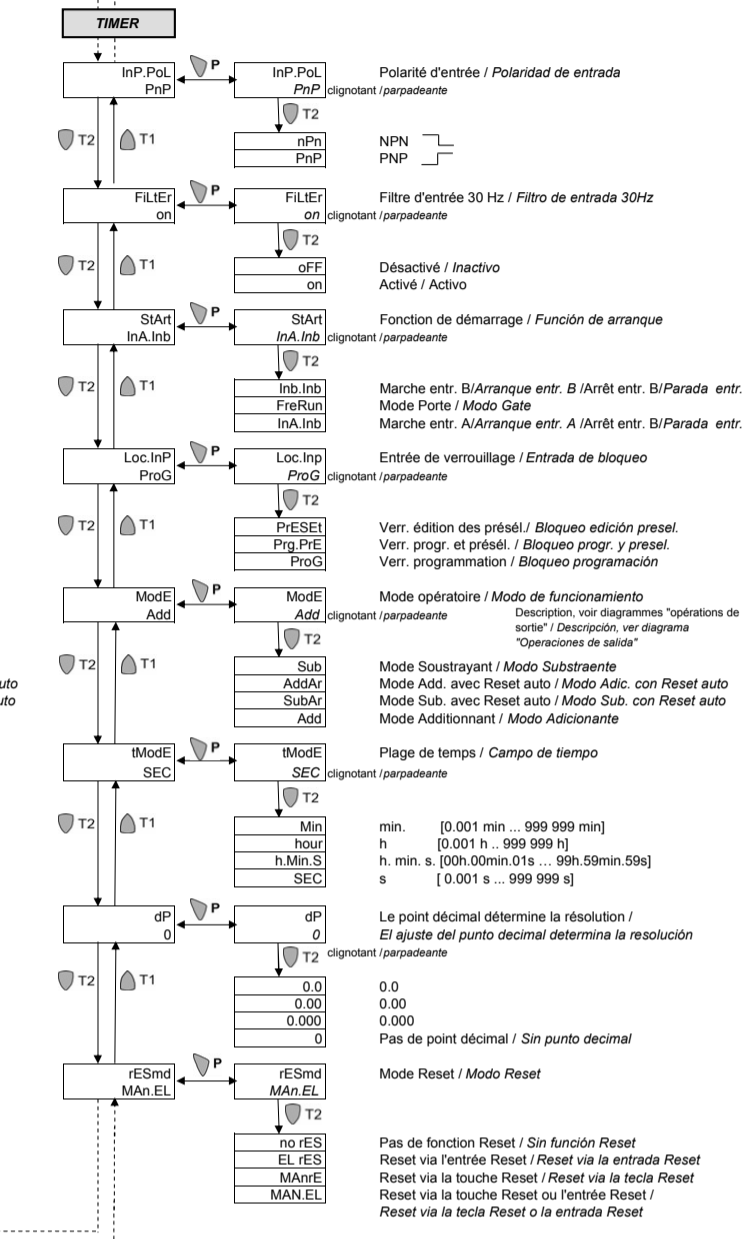 TIMER
InP.PoL P InP.PoL Polarité d'entrée / Polaridad de entrada
PnP PnP clignotant /parpadeante
T2
T2 T1
nPn NPN
PnP PNP
FiLtEr P FiLtEr Filtre d'entrée 30 Hz / Filtro de entrada 30Hz
on on clignotant /parpadeante
T2
T2 T1
oFF Désactivé / Inactivo
on Activé / Activo
StArt P StArt Fonction de démarrage / Función de arranque
InA.Inb InA.Inb clignotant /parpadeante
T2
T2 T1
Inb.Inb Marche entr. B/Arranque entr. B /Arrêt entr. B/Parada entr.
FreRun Mode Porte / Modo Gate
InA.Inb Marche entr. A/Arranque entr. A /Arrêt entr. B/Parada entr.
Loc.InP P Loc.Inp Entrée de verrouillage / Entrada de bloqueo
ProG ProG clignotant /parpadeante
T2
T2 T1
PrESEt Verr. édition des présél./ Bloqueo edición presel.
Prg.PrE Verr. progr. et présél. / Bloqueo progr. y presel.
ProG Verr. programmation / Bloqueo programación
ModE P ModE Mode opératoire / Modo de funcionamiento
Add Add clignotant /parpadeante Description, voir diagrammes "opérations de
sortie" / Descripción, ver diagrama
"Operaciones de salida"
T2
T2 T1
Sub Mode Soustrayant / Modo Substraente
uto AddAr Mode Add. avec Reset auto / Modo Adic. con Reset auto
uto SubAr Mode Sub. avec Reset auto / Modo Sub. con Reset auto
Add Mode Additionnant / Modo Adicionante
tModE P tModE Plage de temps / Campo de tiempo
SEC SEC clignotant /parpadeante
T2
T2 T1
Min min. [0.001 min ... 999 999 min]
hour h [0.001 h .. 999 999 h]
h.Min.S h. min. s. [00h.00min.01s … 99h.59min.59s]
SEC s [ 0.001 s ... 999 999 s]
dP P dP Le point décimal détermine la résolution /
0 0 El ajuste del punto decimal determina la resolución
T2 clignotant /parpadeante
T2 T1
0.0 0.0
0.00 0.00
0.000 0.000
0 Pas de point décimal / Sin punto decimal
rESmd P rESmd Mode Reset / Modo Reset
MAn.EL MAn.EL
T2
no rES Pas de fonction Reset / Sin función Reset
EL rES Reset via l'entrée Reset / Reset via la entrada Reset
MAnrE Reset via la touche Reset / Reset via la tecla Reset
MAN.EL Reset via la touche Reset ou l'entrée Reset /
Reset via la tecla Reset o la entrada Reset